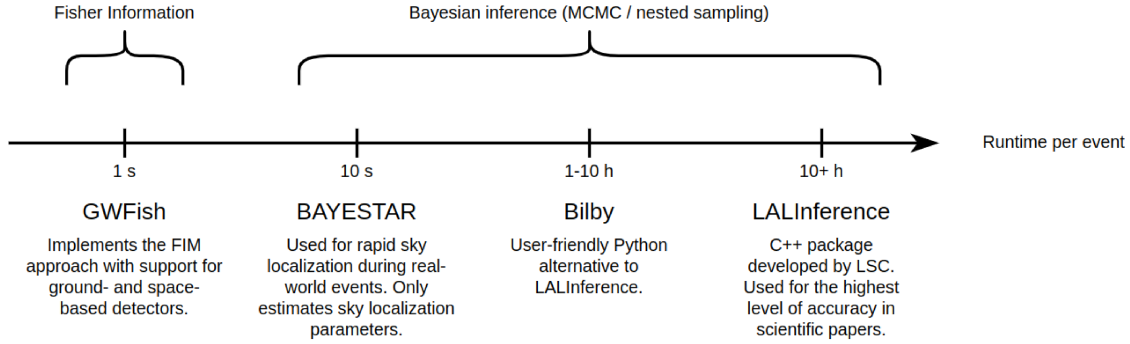 Fisher Information
Bayesian inference (MCMC / nested sampling)
Runtime per event
1 s
10 s
1-10 h
10+ h
GWFish
Implements the FIM
approach with support for
ground- and space-
based detectors.
BAYESTAR
Used for rapid sky
localization during real-
world events. Only
estimates sky localization
parameters.
Bilby
User-friendly Python
alternative to
LALInference.
LALInference
C++ package
developed by LSC.
Used for the highest
level of accuracy in
scientific papers.